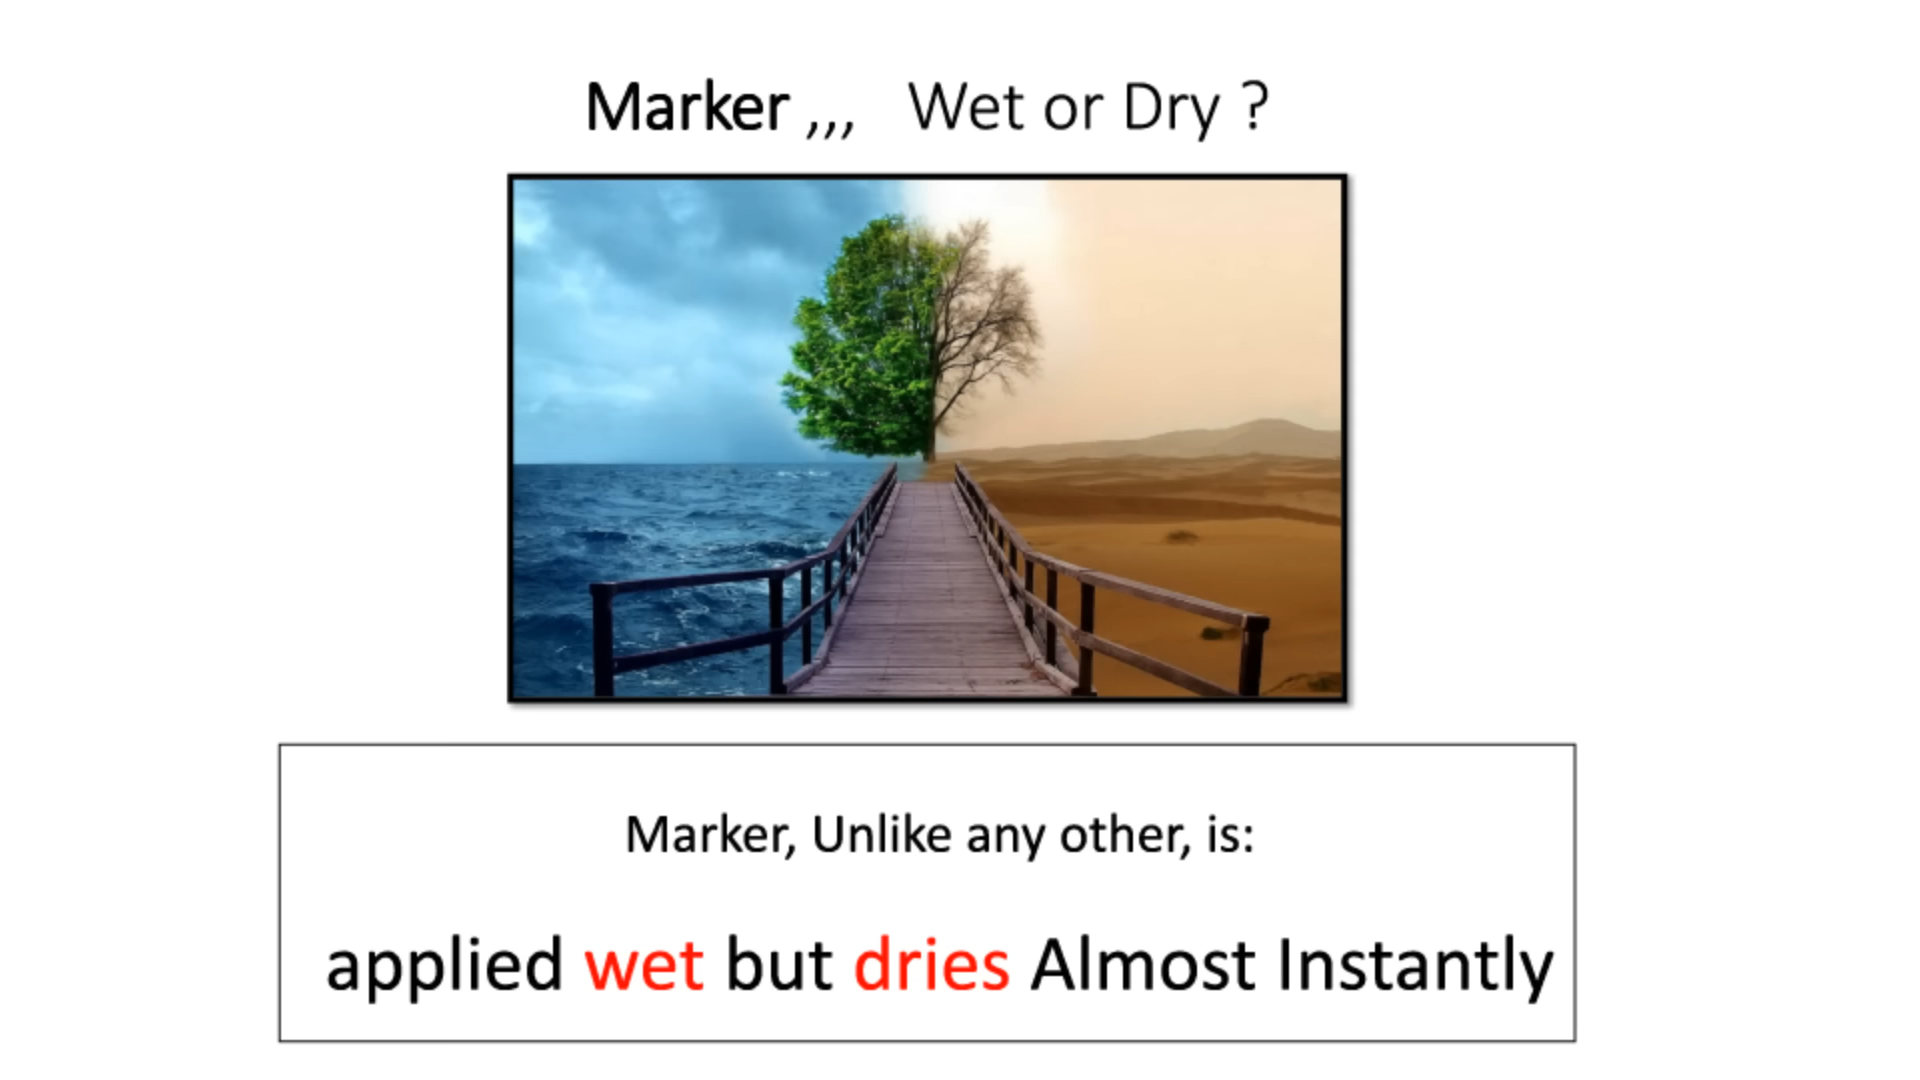 Marker ,,, Wet or Dry ?
Marker, Unlike any other, is:
applied wet but dries Almost Instantly